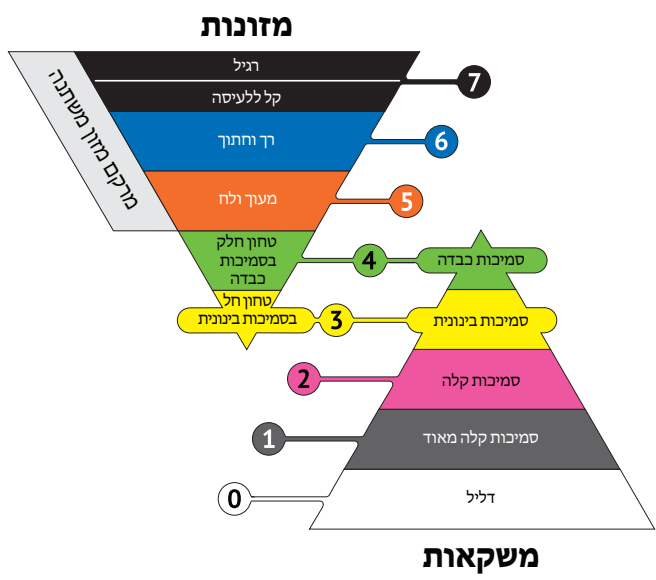 מזונות
רגיל
7
קל ללעיסה
מרקם מזון משתנה
רך וחתוך
6
מעוך ולח
5
טחון חלק
בסמיכות
כבדה
4
סמיכות כבדה
טחון חל
בסמיכות בינונית
3
סמיכות בינונית
2
סמיכות קלה
1
סמיכות קלה מאוד
0
דליל
משקאות